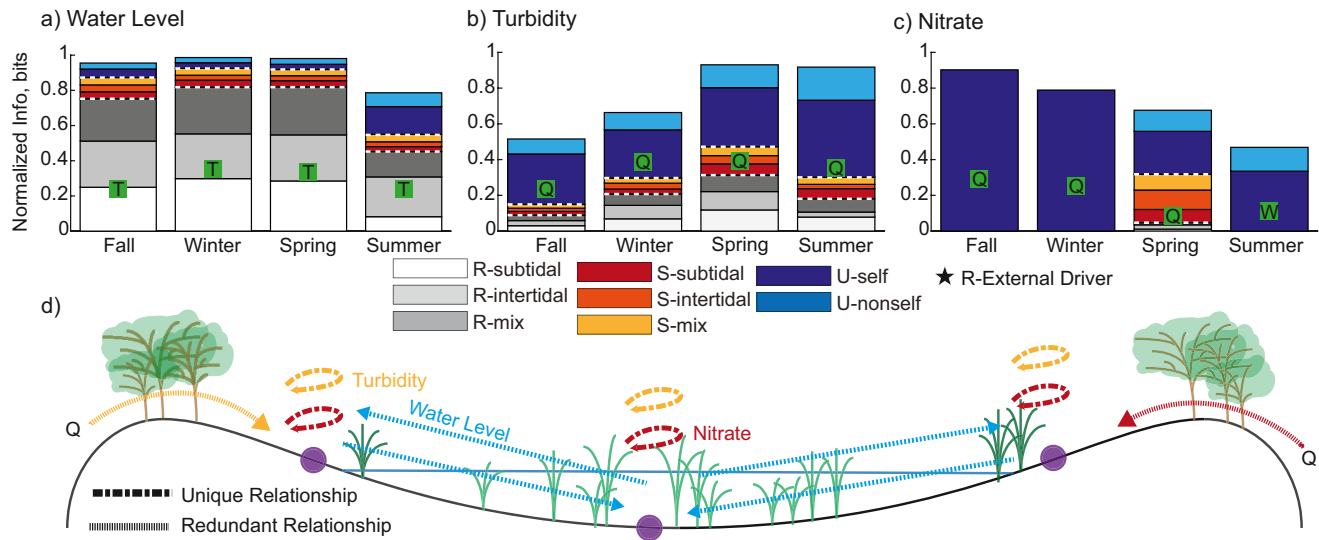 a) Water Level
b) Turbidity
c) Nitrate
Normalized Info, bits
1
0.8
0.6
0.4
0.2
0
T
T
T
T
Fall
Winter
Spring
Summer
1
0.8
0.6
0.4
0.2
0
Q
Q
Q
Q
Fall
Winter
Spring
Summer
1
0.8
0.6
0.4
0.2
0
Q
Q
Q
W
Fall
Winter
Spring
Summer
R-subtidal
R-intertidal
R-mix
S-subtidal
S-intertidal
S-mix
U-self
U-nonself
★ R-External Driver
d)
Turbidity
Water Level
Nitrate
Q
Q
Unique Relationship
Redundant Relationship